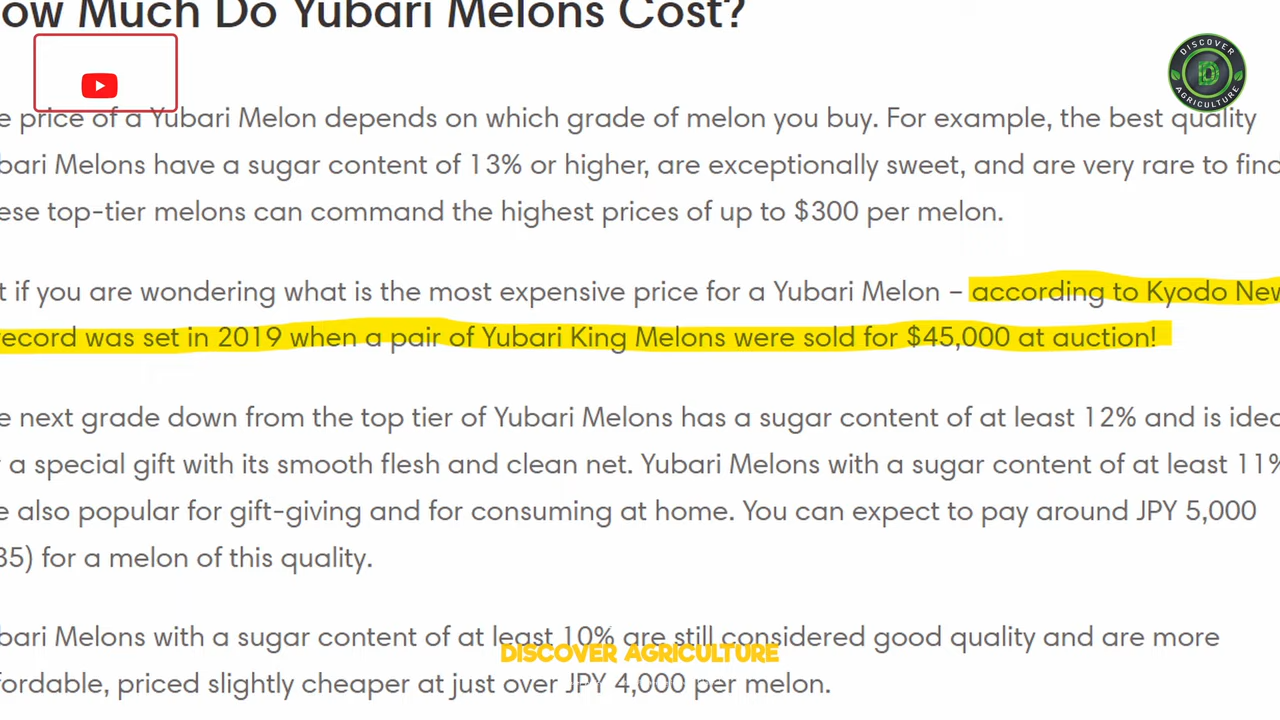 ow Much Do Yubari Melons Cost?
DISCOVER
D
AGRICULTURE
e price of a Yubari Melon depends on which grade of melon you buy. For example, the best quality
bari Melons have a sugar content of 13% or higher, are exceptionally sweet, and are very rare to find
ese top-tier melons can command the highest prices of up to $300 per melon.
t if you are wondering what is the most expensive price for a Yubari Melon – according to Kyodo New
ecord was set in 2019 when a pair of Yubari King Melons were sold for $45,000 at auction!
e next grade down from the top tier of Yubari Melons has a sugar content of at least 12% and is idea
r a special gift with its smooth flesh and clean net. Yubari Melons with a sugar content of at least 11%
e also popular for gift-giving and for consuming at home. You can expect to pay around JPY 5,000
35) for a melon of this quality.
bari Melons with a sugar content of at least 10% are still considered good quality and are more
DISCOVER AGRICULTURE
fordable, priced slightly cheaper at just over JPY 4,000 per melon.